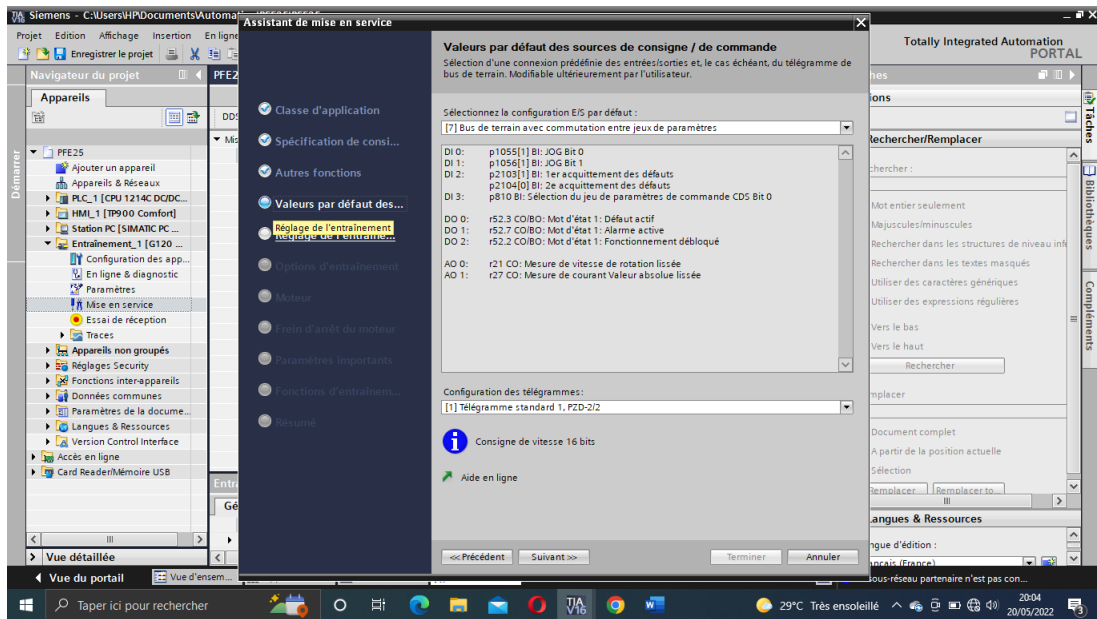 Siemens - C:\Users\HP\Documents\Automati
Projet Edition Affichage Insertion En ligne
Enregistrer le projet
Totally Integrated Automation
PORTAL
Navigateur du projet
PFE2
Appareils
DDS
Mis
PFE25
Ajouter un appareil
Appareils & Réseaux
PLC_1 [CPU 1214C DC/DC...
HMI_1 [TP900 Comfort]
Station PC [SIMATIC PC ...
Entraînement_1 [G120 ...
Configuration des app...
En ligne & diagnostic
Paramètres
Mise en service
Essai de réception
Traces
Appareils non groupés
Réglages Security
Fonctions inter-appareils
Données communes
Paramètres de la docume...
Langues & Ressources
Version Control Interface
Accès en ligne
Card Reader/Mémoire USB
Démarrer
Vue détaillée
Entra
Gé
Assistant de mise en service
Classe d'application
Spécification de consi...
Autres fonctions
Valeurs par défaut des...
Réglage de l'entraînement
Réglage de l'entraîne...
Options d'entraînement
Moteur
Frein d'arrêt du moteur
Paramètres importants
Fonctions d'entraînem...
Résumé
Valeurs par défaut des sources de consigne / de commande
Sélection d'une connexion prédéfinie des entrées/sorties et, le cas échéant, du télégramme de
bus de terrain. Modifiable ultérieurement par l'utilisateur.
Sélectionnez la configuration E/S par défaut :
[7] Bus de terrain avec commutation entre jeux de paramètres
DI 0: p1055[1] BI: JOG Bit 0
DI 1: p1056[1] BI: JOG Bit 1
DI 2: p2103[1] BI: 1er acquittement des défauts
p2104[0] BI: 2e acquittement des défauts
DI 3: p810 BI: Sélection du jeu de paramètres de commande CDS Bit 0
DO 0: r52.3 CO/BO: Mot d'état 1: Défaut actif
DO 1: r52.7 CO/BO: Mot d'état 1: Alarme active
DO 2: r52.2 CO/BO: Mot d'état 1: Fonctionnement débloqué
AO 0: r21 CO: Mesure de vitesse de rotation lissée
AO 1: r27 CO: Mesure de courant Valeur absolue lissée
Configuration des télégrammes:
[1] Télégramme standard 1, PZD-2/2
Consigne de vitesse 16 bits
Aide en ligne
<<Précédent Suivant >> Terminer Annuler
hes
ions
Rechercher/Remplacer
chercher :
Mot entier seulement
Majuscules/minuscules
Rechercher dans les structures de niveau infé
Rechercher dans les textes masqués
Utiliser des caractères génériques
Utiliser des expressions régulières
Vers le bas
Vers le haut
Rechercher
mplacer
Document complet
A partir de la position actuelle
Sélection
Remplacer Remplacer to...
Langues & Ressources
ngue d'édition :
ançais (France)
Tâches
Bibliothèques
Compléments
Vue du portail
Vue d'ensem...
sous-réseau partenaire n'est pas con...
Taper ici pour rechercher
29°C Très ensoleillé
20:04
20/05/2022